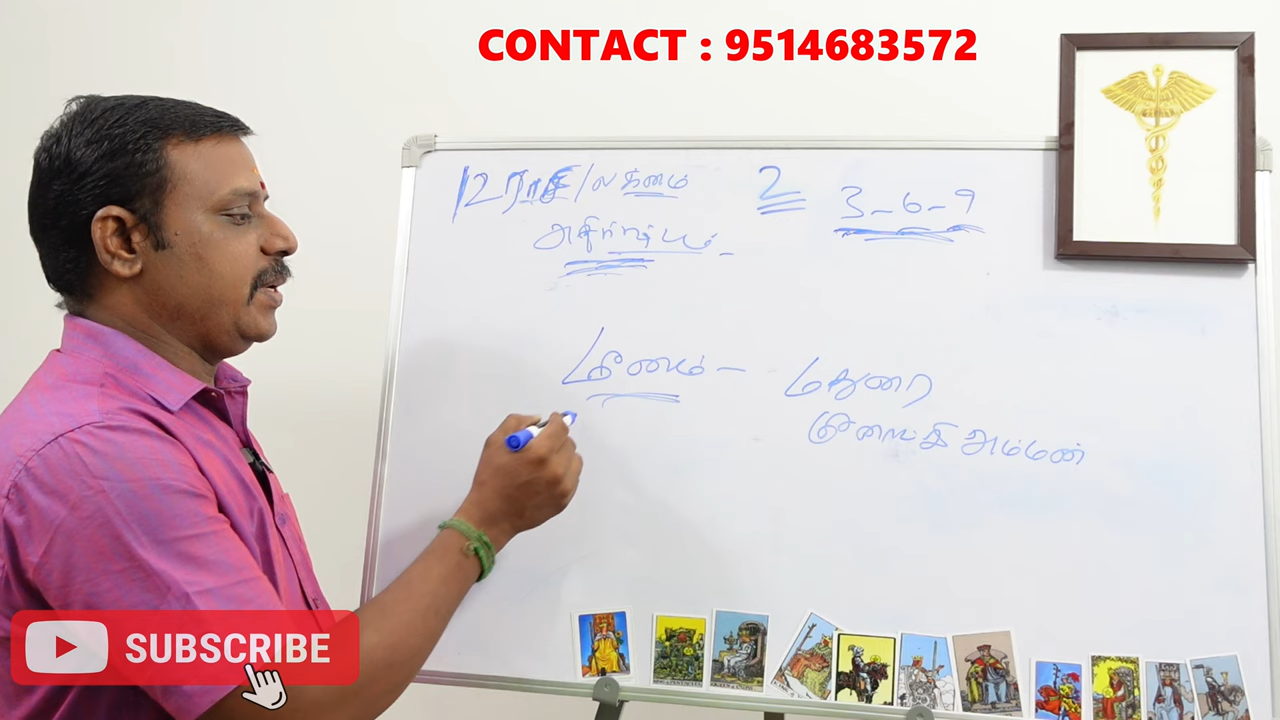 CONTACT : 9514683572
12 ராசி/லக்னம் 2 3-6-9
அதிர்ஷ்டம் -
மீனம் - மதுரை
மீனாட்சி அம்மன்
SUBSCRIBE